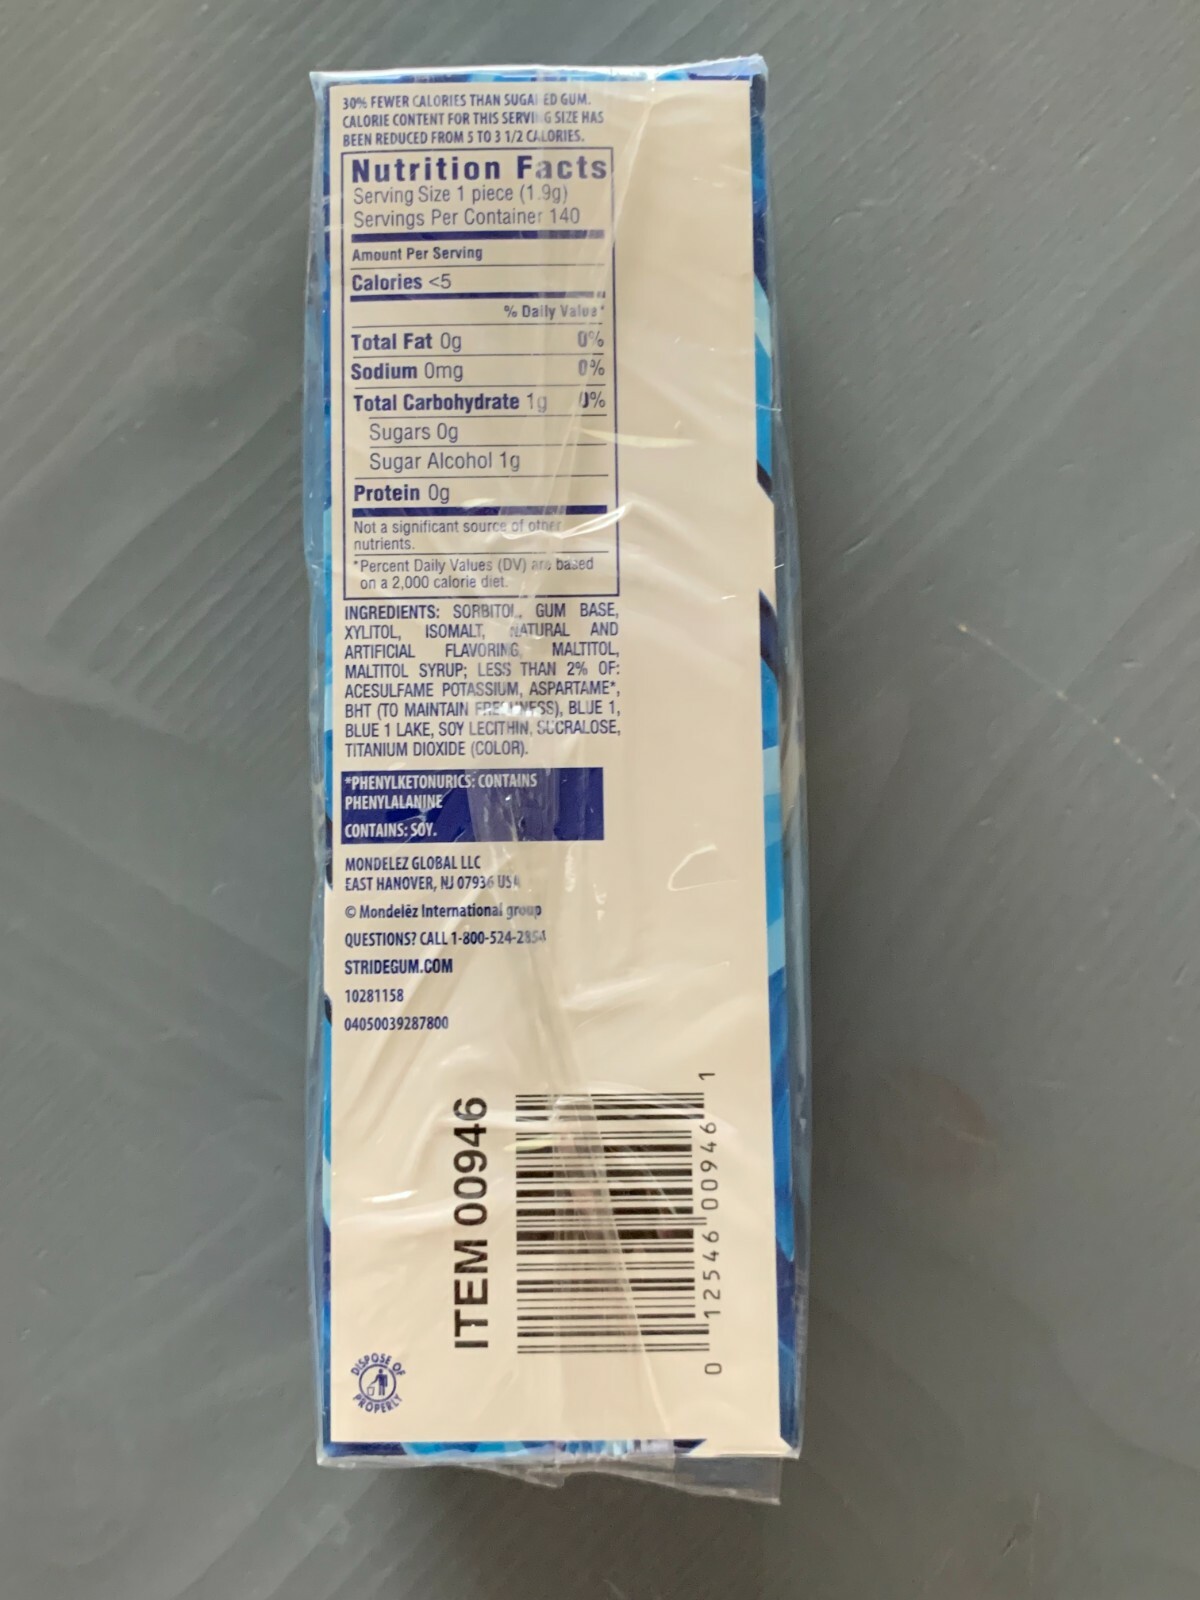 30% FEWER CALORIES THAN SUGARED GUM.
CALORIE CONTENT FOR THIS SERVING SIZE HAS
BEEN REDUCED FROM 5 TO 3 1/2 CALORIES.
Nutrition Facts
Serving Size 1 piece (1.9g)
Servings Per Container 140
Amount Per Serving
Calories <5
% Daily Value*
Total Fat 0g 0%
Sodium 0mg 0%
Total Carbohydrate 1g 0%
Sugars 0g
Sugar Alcohol 1g
Protein 0g
Not a significant source of other
nutrients.
*Percent Daily Values (DV) are based
on a 2,000 calorie diet.
INGREDIENTS: SORBITOL, GUM BASE,
XYLITOL, ISOMALT, NATURAL AND
ARTIFICIAL FLAVORING, MALTITOL,
MALTITOL SYRUP; LESS THAN 2% OF:
ACESULFAME POTASSIUM, ASPARTAME*,
BHT (TO MAINTAIN FRESHNESS), BLUE 1,
BLUE 1 LAKE, SOY LECITHIN, SUCRALOSE,
TITANIUM DIOXIDE (COLOR).
*PHENYLKETONURICS: CONTAINS
PHENYLALANINE
CONTAINS: SOY.
MONDELEZ GLOBAL LLC
EAST HANOVER, NJ 07936 USA
© Mondelēz International group
QUESTIONS? CALL 1-800-524-2854
STRIDEGUM.COM
10281158
04050039287800
ITEM 00946
0 12546 00946 1
DISPOSE OF
PROPERLY